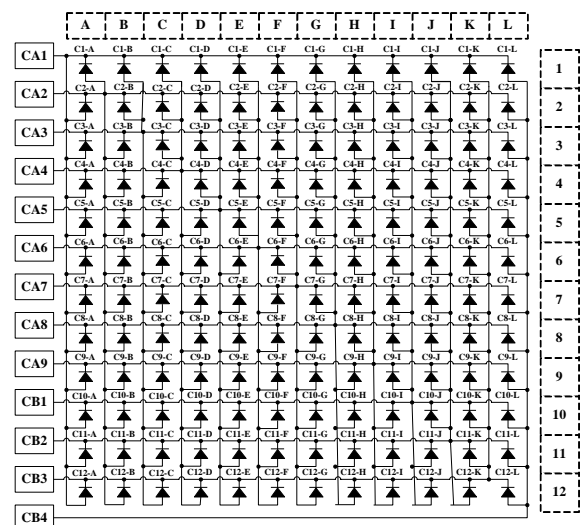 A B C D E F G H I J K L
CA1 C1-A C1-B C1-C C1-D C1-E C1-F C1-G C1-H C1-I C1-J C1-K C1-L
1
CA2 C2-A C2-B C2-C C2-D C2-E C2-F C2-G C2-H C2-I C2-J C2-K C2-L
2
CA3 C3-A C3-B C3-C C3-D C3-E C3-F C3-G C3-H C3-I C3-J C3-K C3-L
3
CA4 C4-A C4-B C4-C C4-D C4-E C4-F C4-G C4-H C4-I C4-J C4-K C4-L
4
CA5 C5-A C5-B C5-C C5-D C5-E C5-F C5-G C5-H C5-I C5-J C5-K C5-L
5
CA6 C6-A C6-B C6-C C6-D C6-E C6-F C6-G C6-H C6-I C6-J C6-K C6-L
6
CA7 C7-A C7-B C7-C C7-D C7-E C7-F C7-G C7-H C7-I C7-J C7-K C7-L
7
CA8 C8-A C8-B C8-C C8-D C8-E C8-F C8-G C8-H C8-I C8-J C8-K C8-L
8
CA9 C9-A C9-B C9-C C9-D C9-E C9-F C9-G C9-H C9-I C9-J C9-K C9-L
9
CB1 C10-A C10-B C10-C C10-D C10-E C10-F C10-G C10-H C10-I C10-J C10-K C10-L
10
CB2 C11-A C11-B C11-C C11-D C11-E C11-F C11-G C11-H C11-I C11-J C11-K C11-L
11
CB3 C12-A C12-B C12-C C12-D C12-E C12-F C12-G C12-H C12-I C12-J C12-K C12-L
12
CB4